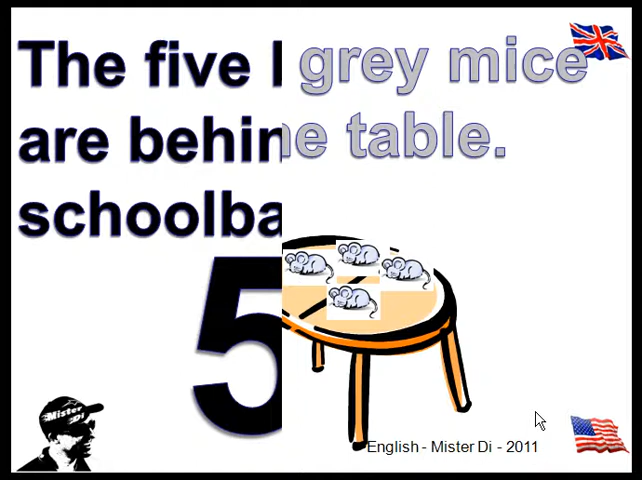 The five
grey mice
are behin
e table.
schoolba
5
Mister
Di
English - Mister Di - 2011